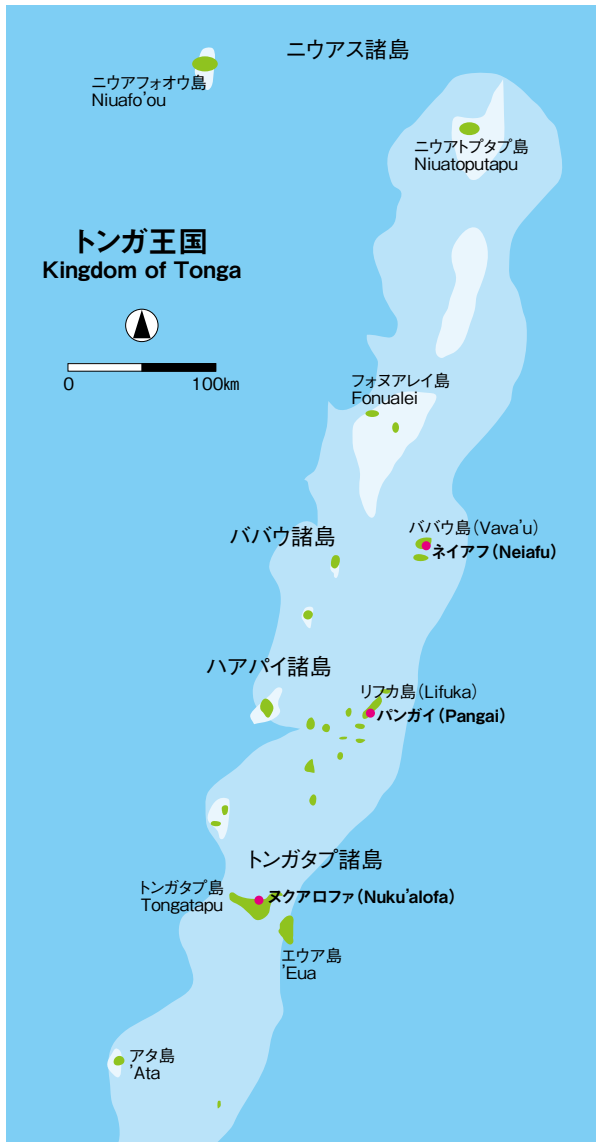 ニウアス諸島
ニウアフォオウ島
Niuafo'ou
ニウアトプタプ島
Niuatoputapu
トンガ王国
Kingdom of Tonga
0 100km
フォヌアレイ島
Fonualei
ババウ諸島
ババウ島(Vava'u)
ネイアフ(Neiafu)
ハアパイ諸島
リフカ島(Lifuka)
パンガイ(Pangai)
トンガタプ諸島
トンガタプ島
Tongatapu
ヌクアロファ(Nuku'alofa)
エウア島
'Eua
アタ島
'Ata